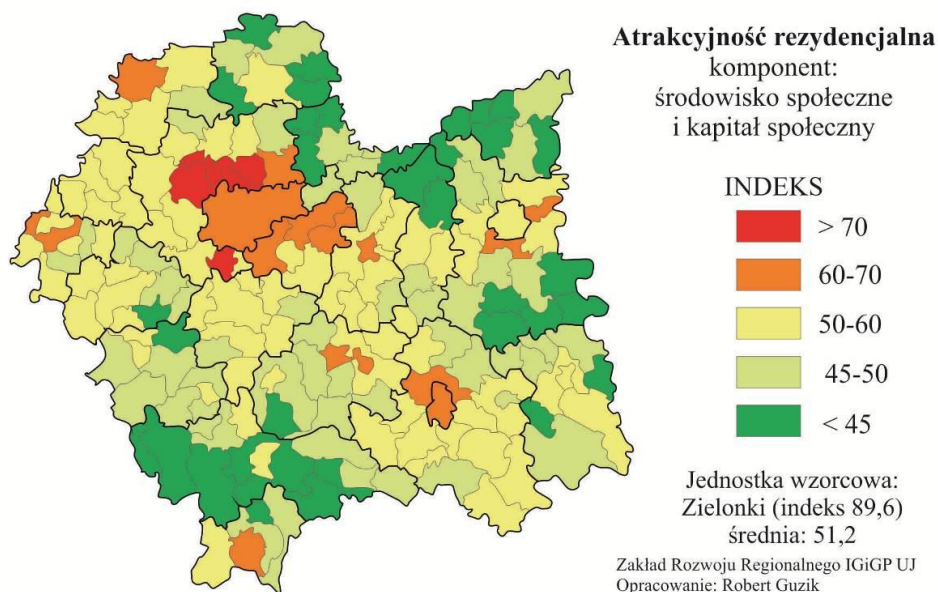 Atrakcyjność rezydencjalna
komponent:
środowisko społeczne
i kapitał społeczny
INDEKS
> 70
60-70
50-60
45-50
< 45
Jednostka wzorcowa:
Zielonki (indeks 89,6)
średnia: 51,2
Zakład Rozwoju Regionalnego IGiGP UJ
Opracowanie: Robert Guzik